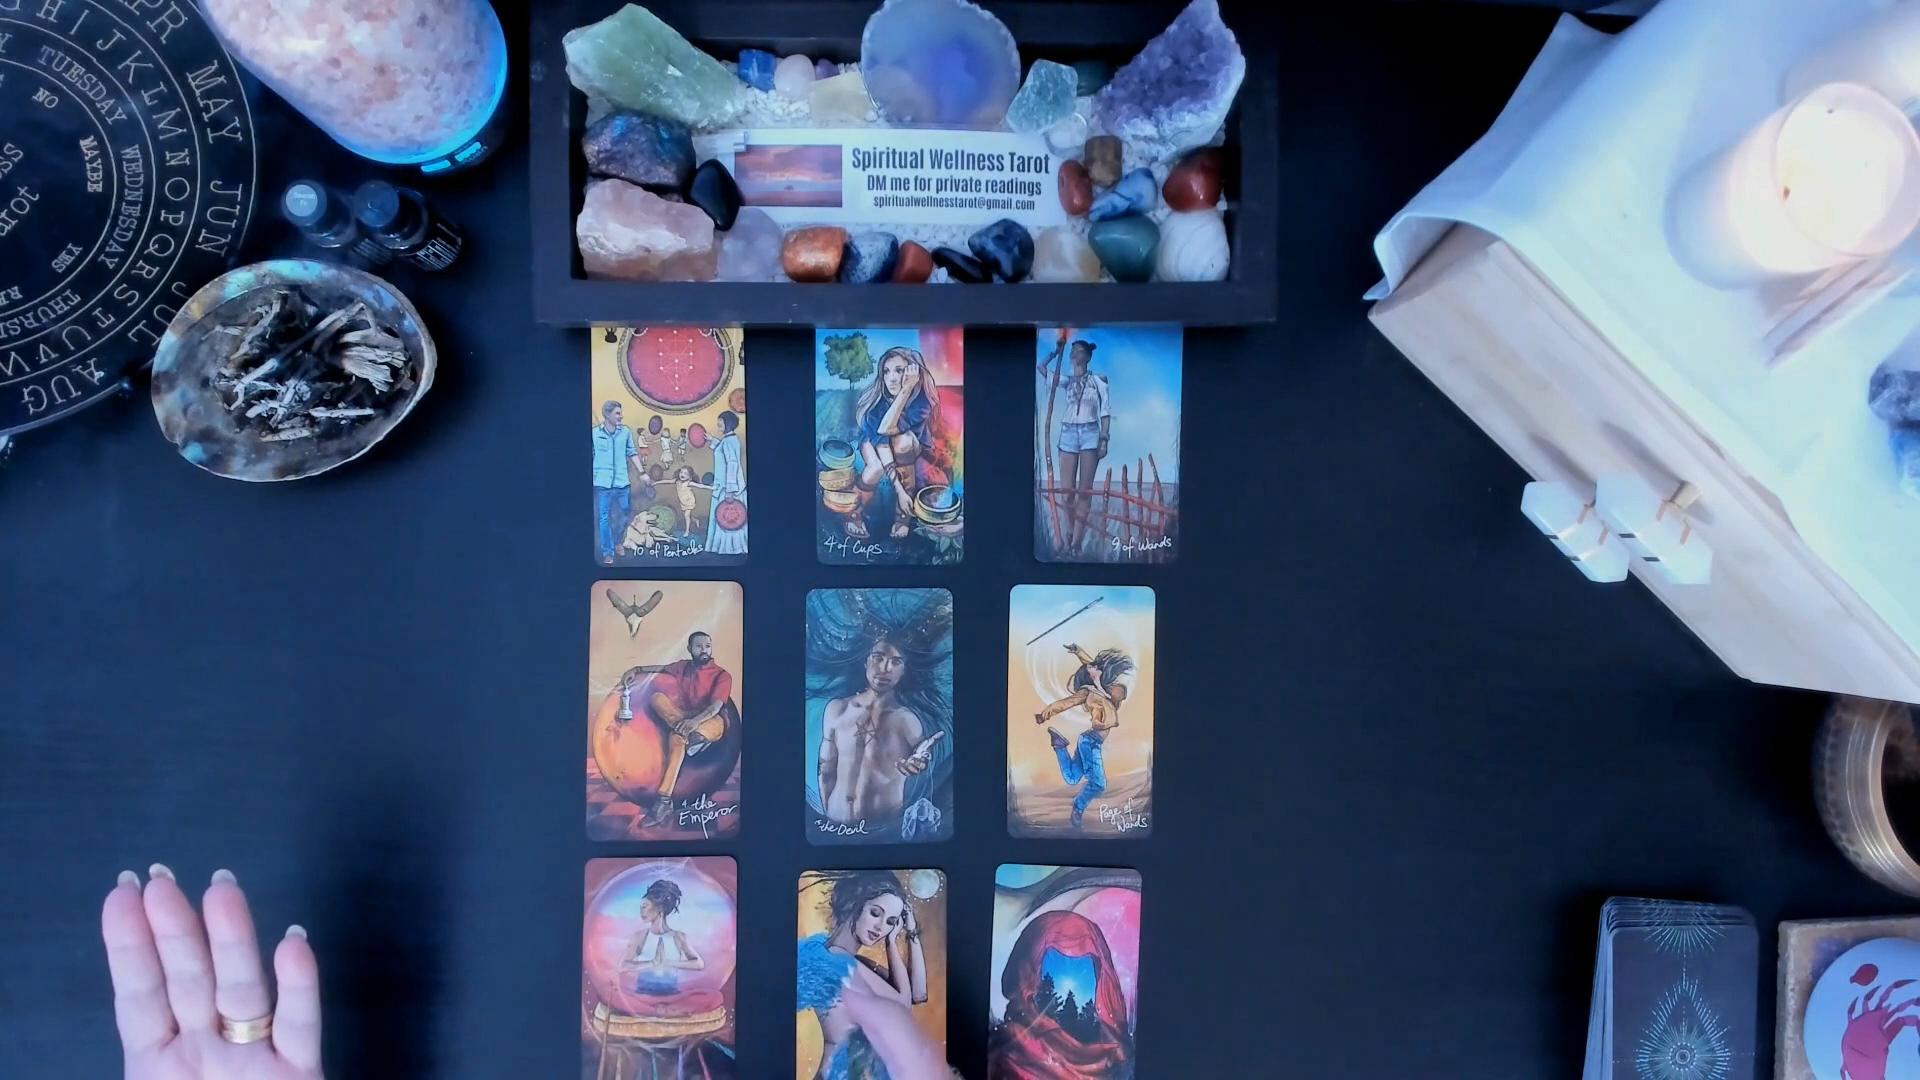 Spiritual Wellness Tarot
DM me for private readings
spiritualwellnesstarot@gmail.com
10 of Pentacles
4 of Cups
9 of Wands
4. the
Emperor
the Devil
Page of
Wands
APR MAY JUN JUL AUG
H I J K L M N O P Q R S T U V
TUESDAY WEDNESDAY
NO MAYBE YES